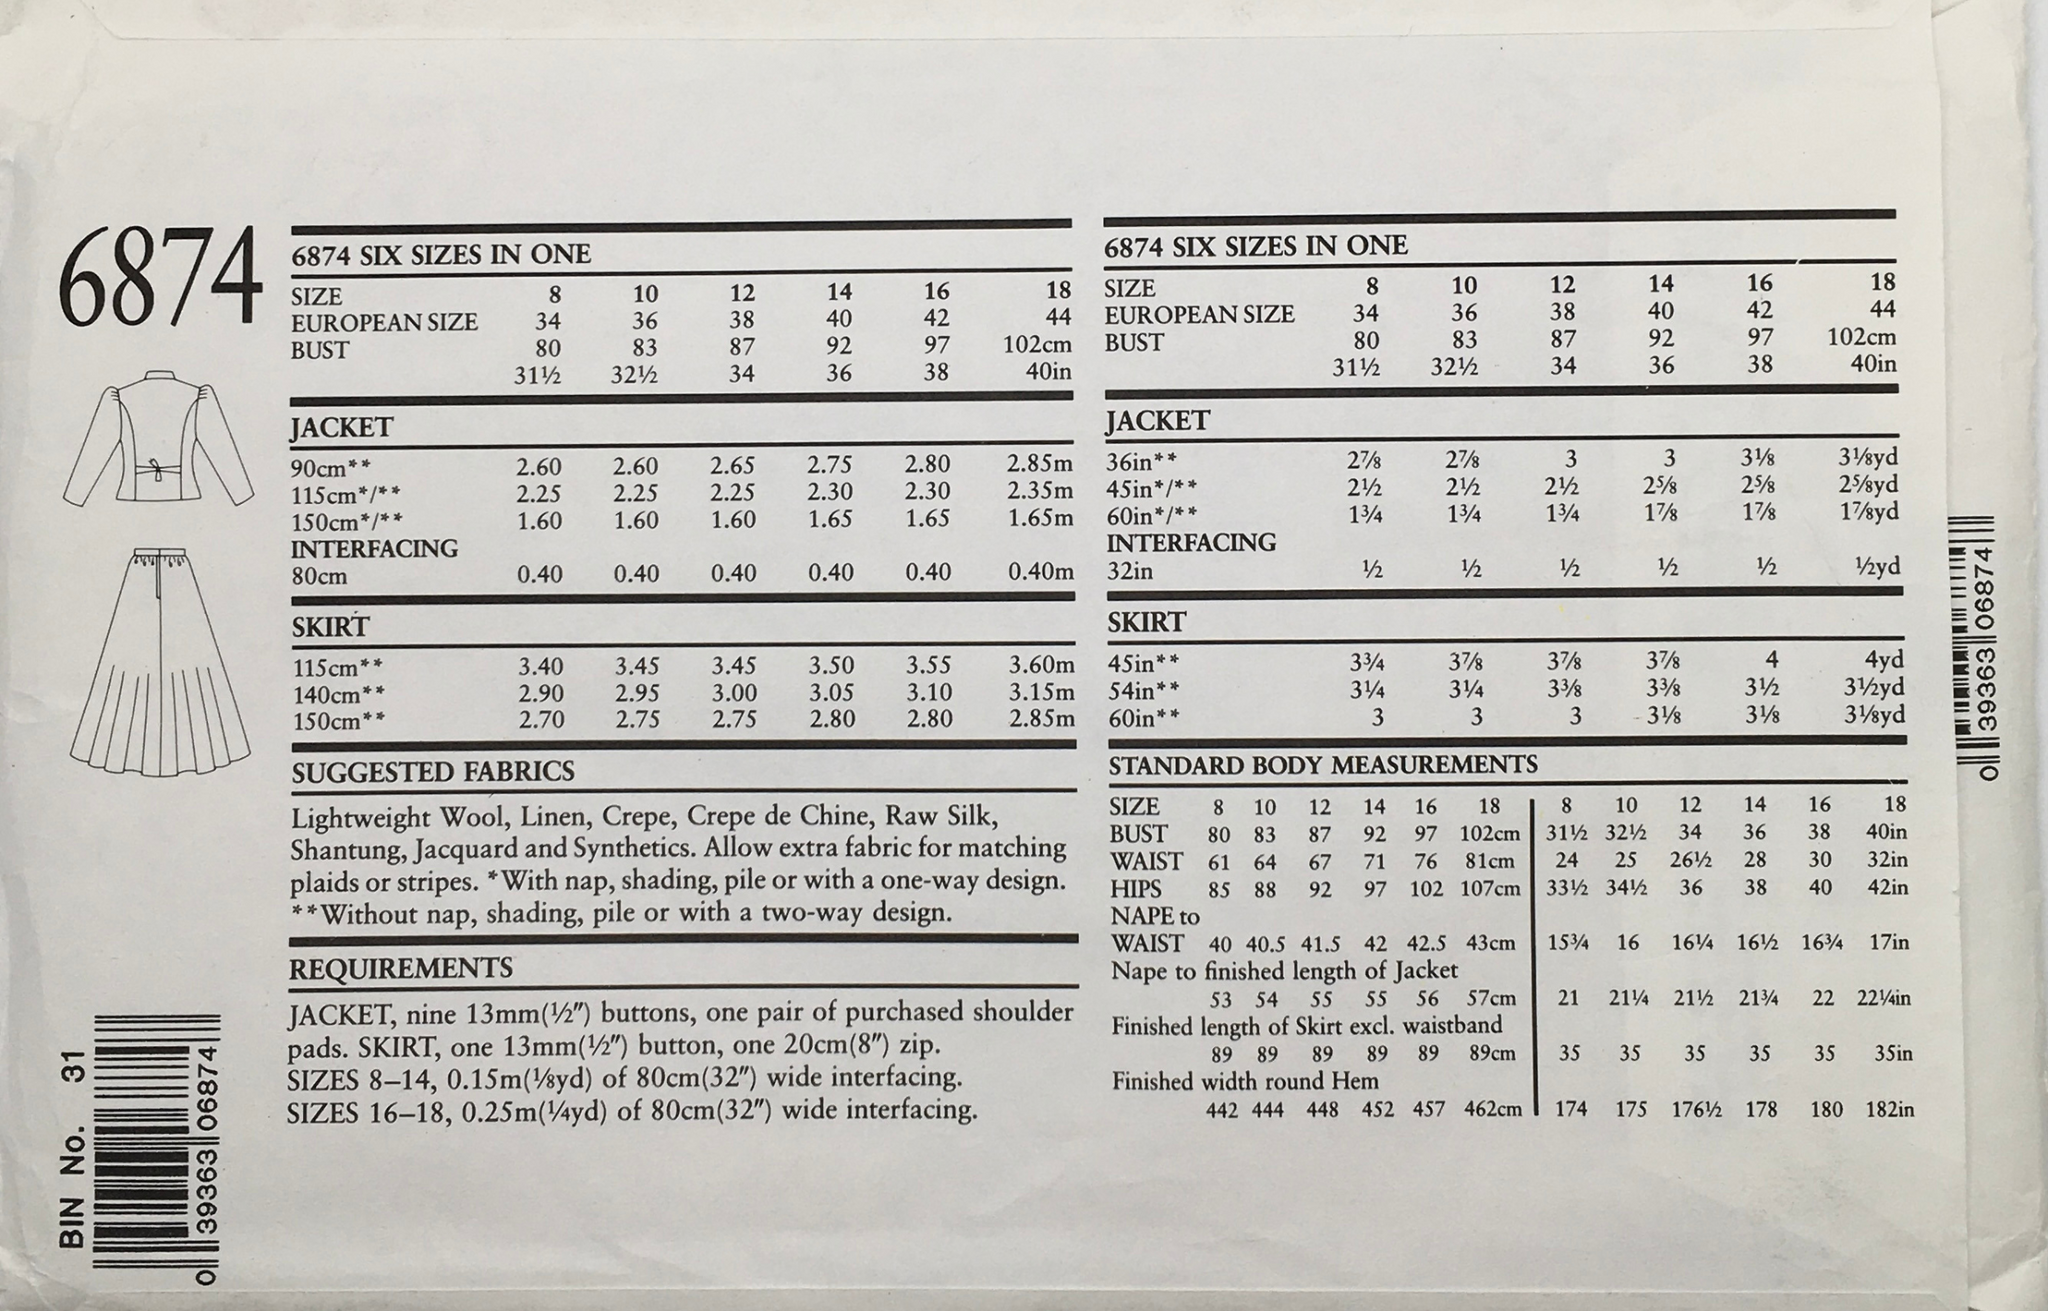 6874
6874 SIX SIZES IN ONE
SIZE 8 10 12 14 16 18
EUROPEAN SIZE 34 36 38 40 42 44
BUST 80 83 87 92 97 102cm
31½ 32½ 34 36 38 40in
JACKET
90cm** 2.60 2.60 2.65 2.75 2.80 2.85m
115cm*/** 2.25 2.25 2.25 2.30 2.30 2.35m
150cm*/** 1.60 1.60 1.60 1.65 1.65 1.65m
INTERFACING
80cm 0.40 0.40 0.40 0.40 0.40 0.40m
SKIRT
115cm** 3.40 3.45 3.45 3.50 3.55 3.60m
140cm** 2.90 2.95 3.00 3.05 3.10 3.15m
150cm** 2.70 2.75 2.75 2.80 2.80 2.85m
SUGGESTED FABRICS
Lightweight Wool, Linen, Crepe, Crepe de Chine, Raw Silk,
Shantung, Jacquard and Synthetics. Allow extra fabric for matching
plaids or stripes. *With nap, shading, pile or with a one-way design.
**Without nap, shading, pile or with a two-way design.
REQUIREMENTS
JACKET, nine 13mm(½″) buttons, one pair of purchased shoulder
pads. SKIRT, one 13mm(½″) button, one 20cm(8″) zip.
SIZES 8–14, 0.15m(⅛yd) of 80cm(32″) wide interfacing.
SIZES 16–18, 0.25m(¼yd) of 80cm(32″) wide interfacing.
6874 SIX SIZES IN ONE
SIZE 8 10 12 14 16 18
EUROPEAN SIZE 34 36 38 40 42 44
BUST 80 83 87 92 97 102cm
31½ 32½ 34 36 38 40in
JACKET
36in** 2⅞ 2⅞ 3 3 3⅛ 3⅛yd
45in*/** 2½ 2½ 2½ 2⅝ 2⅝ 2⅝yd
60in*/** 1¾ 1¾ 1¾ 1⅞ 1⅞ 1⅞yd
INTERFACING
32in ½ ½ ½ ½ ½ ½yd
SKIRT
45in** 3¾ 3⅞ 3⅞ 3⅞ 4 4yd
54in** 3¼ 3¼ 3⅜ 3⅜ 3½ 3½yd
60in** 3 3 3 3⅛ 3⅛ 3⅛yd
STANDARD BODY MEASUREMENTS
SIZE 8 10 12 14 16 18 8 10 12 14 16 18
BUST 80 83 87 92 97 102cm 31½ 32½ 34 36 38 40in
WAIST 61 64 67 71 76 81cm 24 25 26½ 28 30 32in
HIPS 85 88 92 97 102 107cm 33½ 34½ 36 38 40 42in
NAPE to
WAIST 40 40.5 41.5 42 42.5 43cm 15¾ 16 16¼ 16½ 16¾ 17in
Nape to finished length of Jacket
53 54 55 55 56 57cm 21 21¼ 21½ 21¾ 22 22¼in
Finished length of Skirt excl. waistband
89 89 89 89 89 89cm 35 35 35 35 35 35in
Finished width round Hem
442 444 448 452 457 462cm 174 175 176½ 178 180 182in
BIN No. 31
0 39363 06874
0 39363 06874